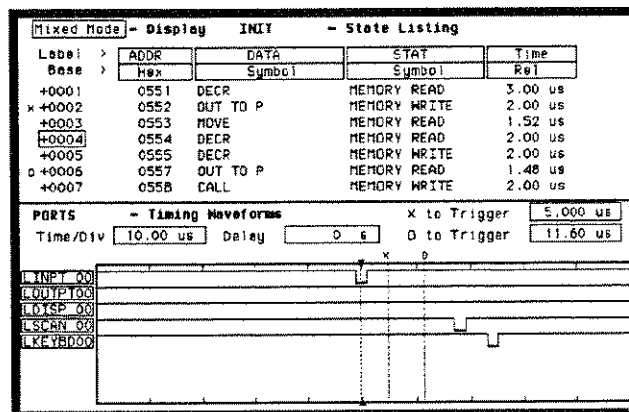 Mixed Mode - Display INIT - State Listing
Label > ADDR DATA STAT Time
Base > Hex Symbol Symbol Rel
+0001 0551 DECR MEMORY READ 3.00 us
x +0002 0552 OUT TO P MEMORY WRITE 2.00 us
+0003 0553 MOVE MEMORY READ 1.52 us
+0004 0554 DECR MEMORY READ 2.00 us
+0005 0555 DECR MEMORY WRITE 2.00 us
o +0006 0557 OUT TO P MEMORY READ 1.48 us
+0007 0558 CALL MEMORY WRITE 2.00 us
PORTS - Timing Waveforms X to Trigger 5.000 us
Time/Div 10.00 us Delay 0 s O to Trigger 11.60 us
X O
LINPT 00
LOUTPT00
LDISP 00
LSCAN 00
LKEYBD00